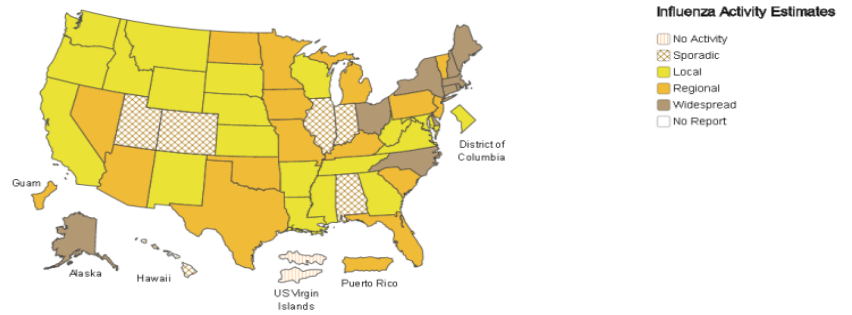 Influenza Activity Estimates
No Activity
Sporadic
Local
Regional
Widespread
No Report
District of
Columbia
Guam
Alaska
Hawaii
US Virgin
Islands
Puerto Rico